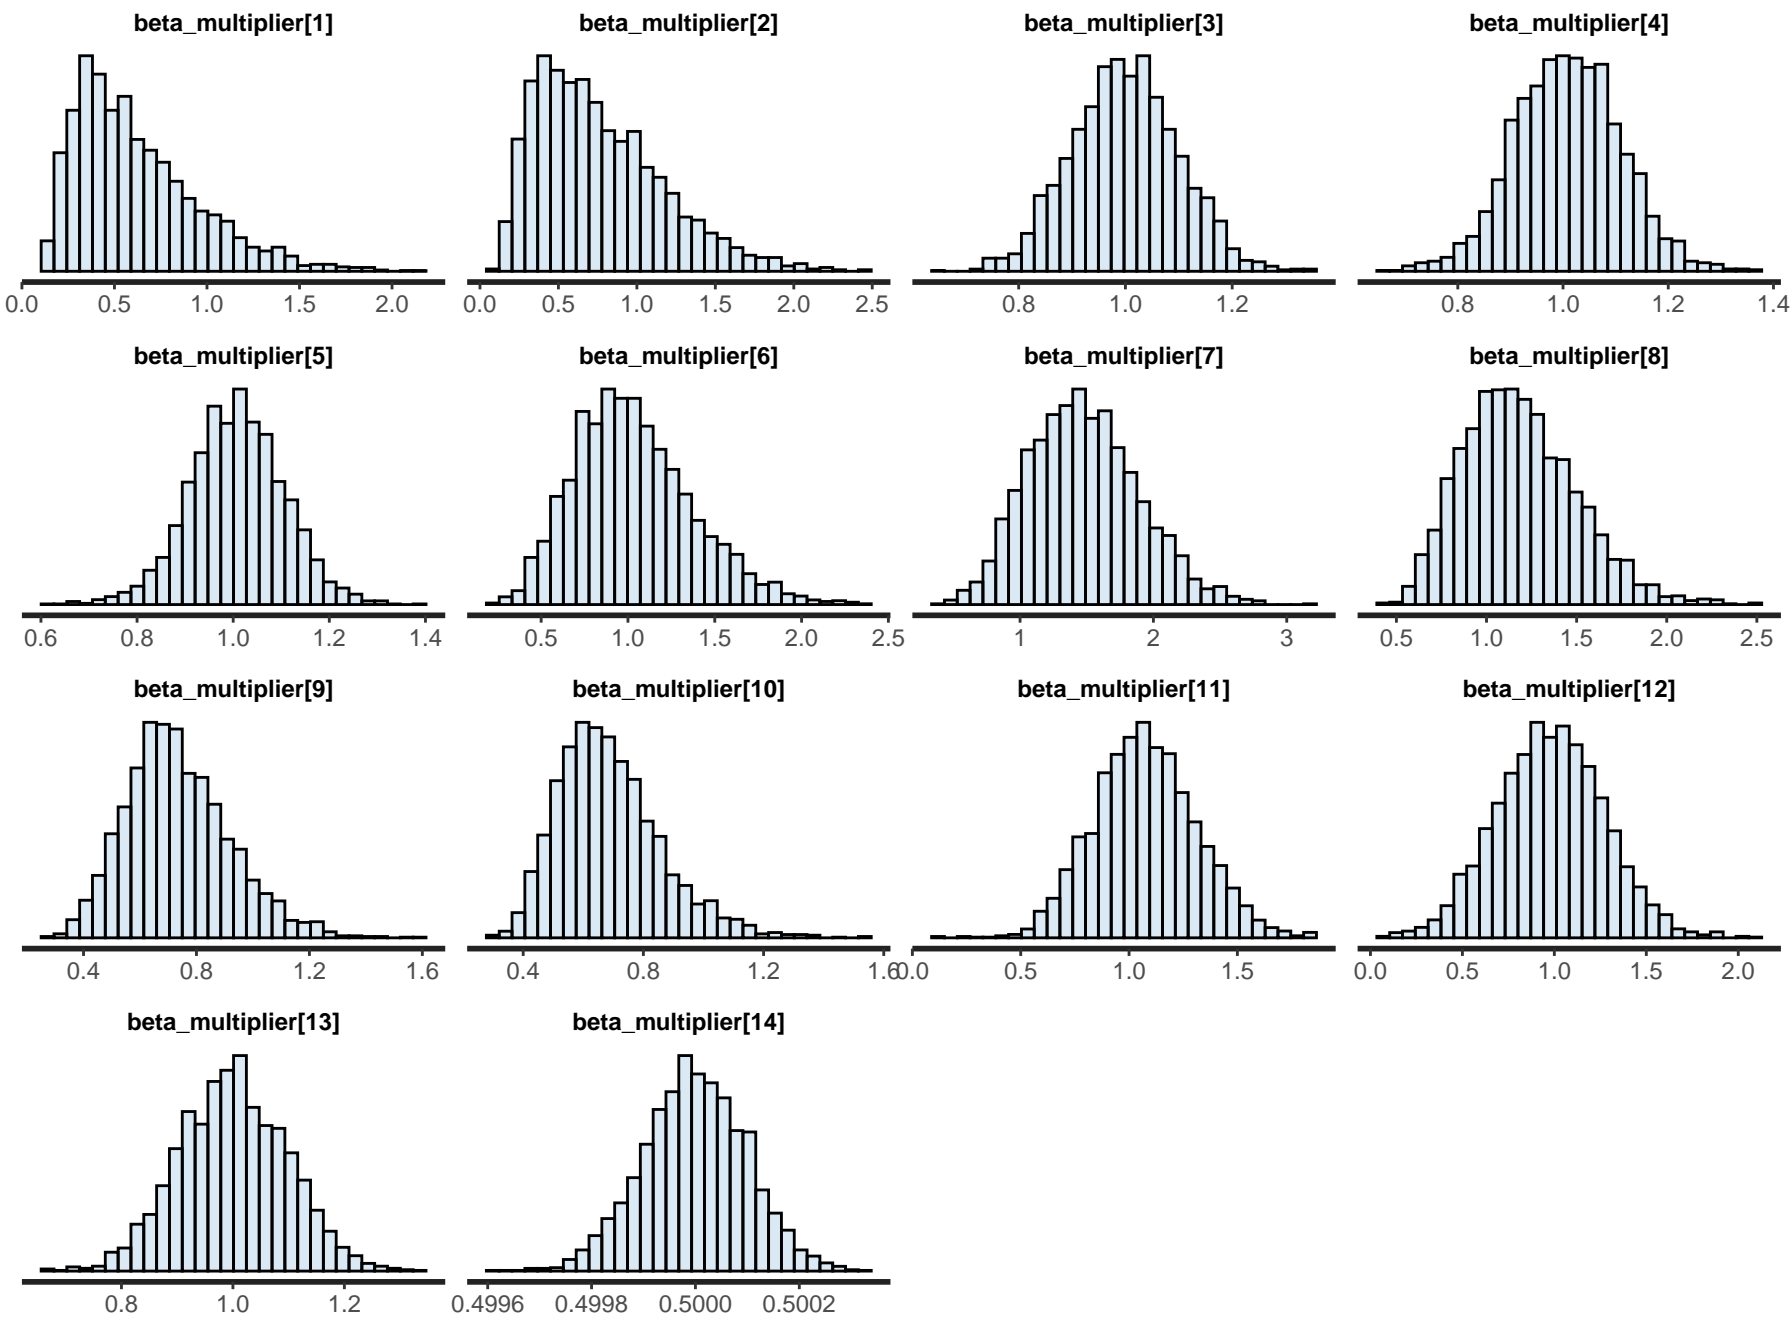 beta_multiplier[1] beta_multiplier[2] beta_multiplier[3] beta_multiplier[4]
0.0 0.5 1.0 1.5 2.0 0.0 0.5 1.0 1.5 2.0 2.5 0.8 1.0 1.2 0.8 1.0 1.2 1.4
beta_multiplier[5] beta_multiplier[6] beta_multiplier[7] beta_multiplier[8]
0.6 0.8 1.0 1.2 1.4 0.5 1.0 1.5 2.0 2.5 1 2 3 0.5 1.0 1.5 2.0 2.5
beta_multiplier[9] beta_multiplier[10] beta_multiplier[11] beta_multiplier[12]
0.4 0.8 1.2 1.6 0.4 0.8 1.2 1.6 0.0 0.5 1.0 1.5 0.0 0.5 1.0 1.5 2.0
beta_multiplier[13] beta_multiplier[14]
0.8 1.0 1.2 0.4996 0.4998 0.5000 0.5002